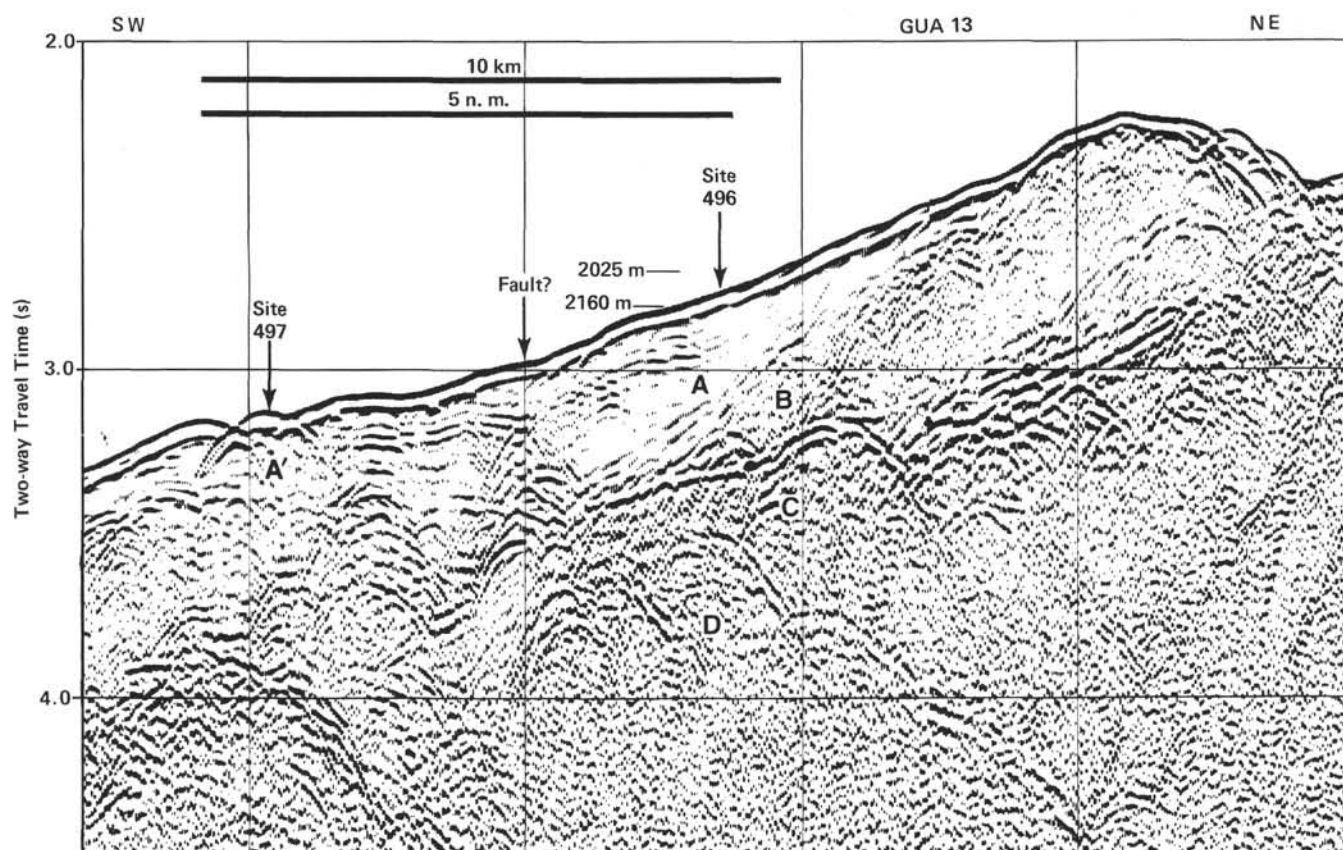 SW
GUA 13
NE
2.0
10 km
5 n. m.
Site
496
2025 m
Fault?
2160 m
Site
497
3.0
A
B
A'
C
D
4.0
Two-way Travel Time (s)